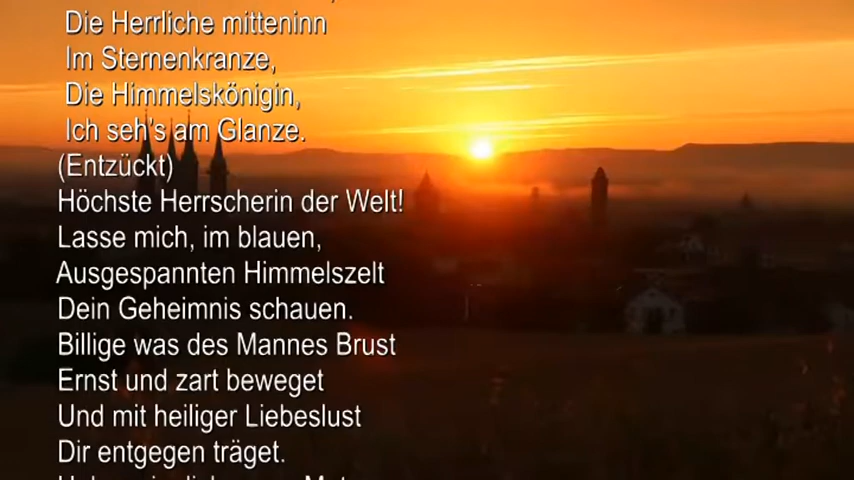 Die Herrliche mitteninn
Im Sternenkranze,
Die Himmelskönigin,
Ich seh's am Glanze.
(Entzückt)
Höchste Herrscherin der Welt!
Lasse mich, im blauen,
Ausgespannten Himmelszelt
Dein Geheimnis schauen.
Billige was des Mannes Brust
Ernst und zart beweget
Und mit heiliger Liebeslust
Dir entgegen träget.